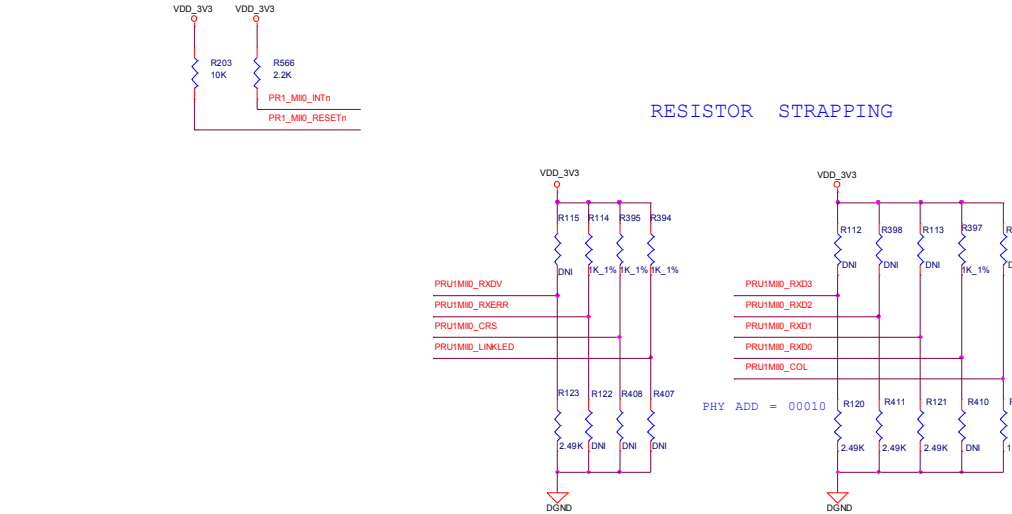 VDD_3V3 VDD_3V3
R203 R566
10K 2.2K
PR1_MII0_INTn
PR1_MII0_RESETn
RESISTOR STRAPPING
VDD_3V3 VDD_3V3
R115 R114 R395 R394
R112 R398 R113 R397
DNI 1K_1% 1K_1% 1K_1%
DNI DNI DNI 1K_1%
PRU1MII0_RXDV PRU1MII0_RXD3
PRU1MII0_RXERR PRU1MII0_RXD2
PRU1MII0_CRS PRU1MII0_RXD1
PRU1MII0_LINKLED PRU1MII0_RXD0
PRU1MII0_COL
R123 R122 R408 R407
PHY ADD = 00010 R120 R411 R121 R410
2.49K DNI DNI DNI
2.49K 2.49K 2.49K DNI
DGND DGND